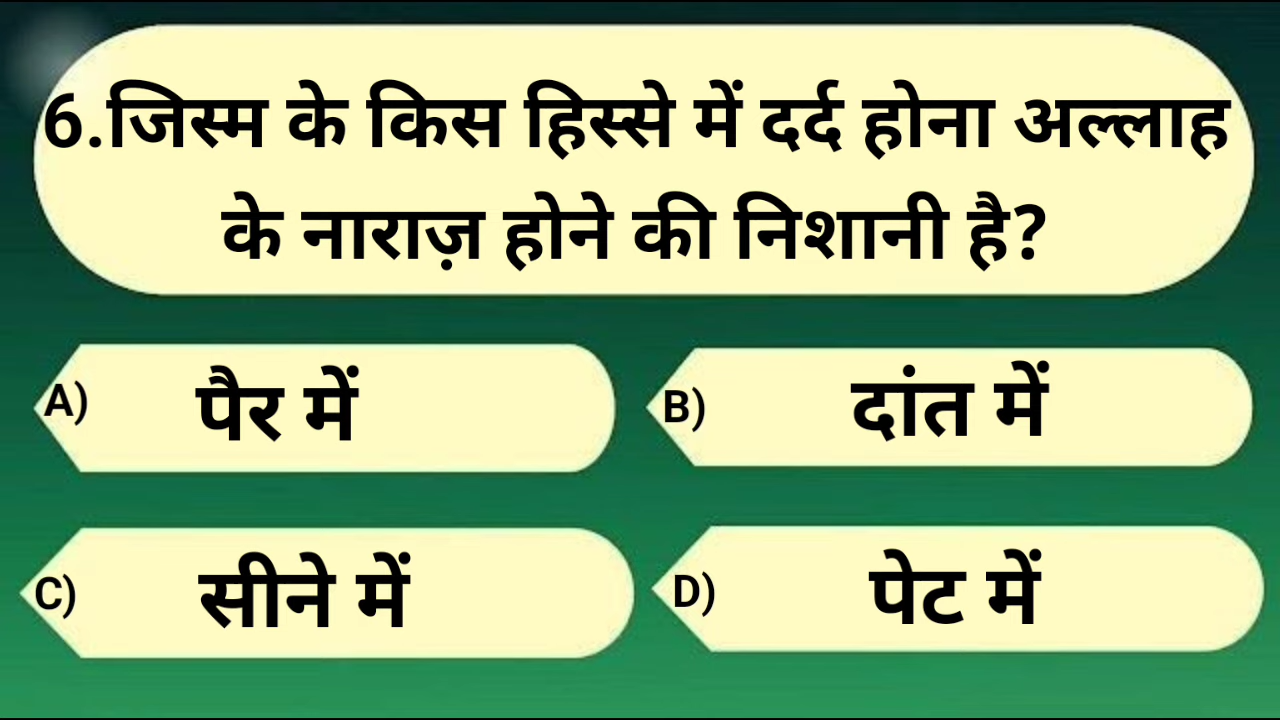 6.जिस्म के किस हिस्से में दर्द होना अल्लाह
के नाराज़ होने की निशानी है?
A) पैर में
B) दांत में
C) सीने में
D) पेट में